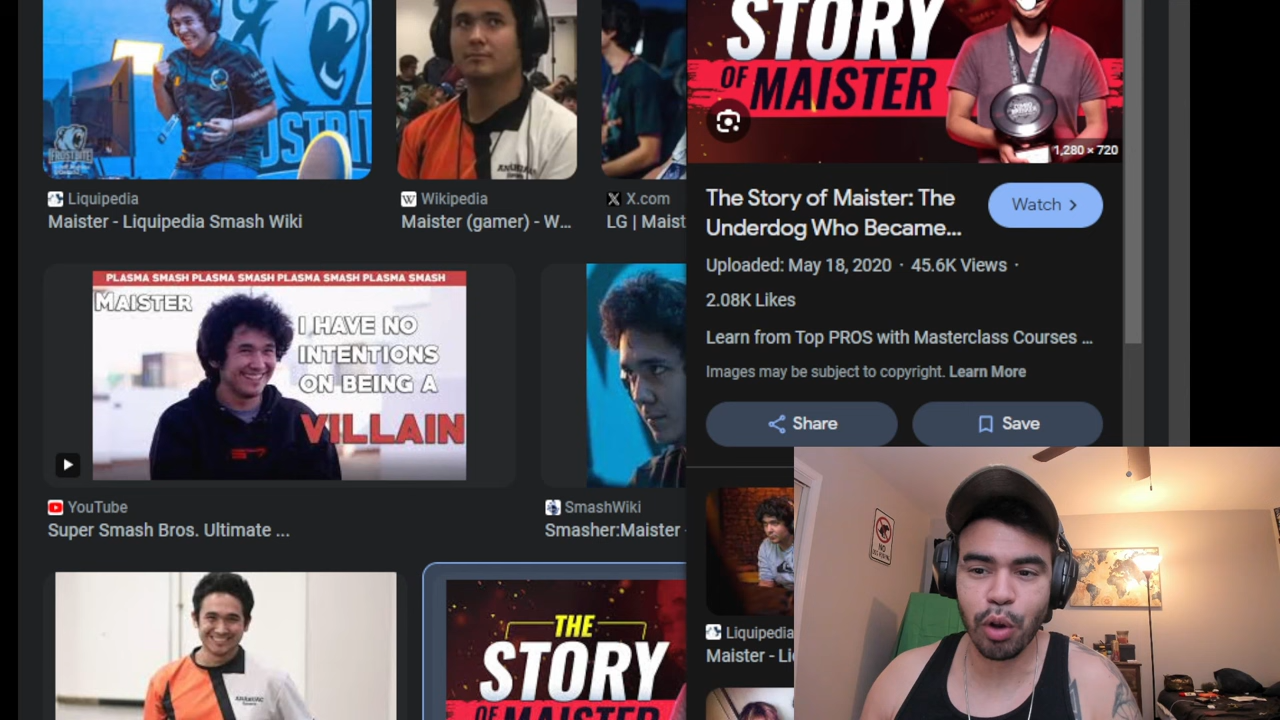 STORY
OF MAISTER
1,280 × 720
FROSTBITE
Liquipedia
Maister - Liquipedia Smash Wiki
Wikipedia
Maister (gamer) - W...
X.com
LG | Maist
The Story of Maister: The
Underdog Who Became...
Watch
Uploaded: May 18, 2020 · 45.6K Views ·
2.08K Likes
Learn from Top PROS with Masterclass Courses ...
Images may be subject to copyright. Learn More
Share
Save
PLASMA SMASH PLASMA SMASH PLASMA SMASH PLASMA SMASH
MAISTER
I HAVE NO
INTENTIONS
ON BEING A
VILLAIN
YouTube
Super Smash Bros. Ultimate ...
SmashWiki
Smasher:Maister -
THE
STORY
OF MAISTER
Liquipedia
Maister - Li
NO